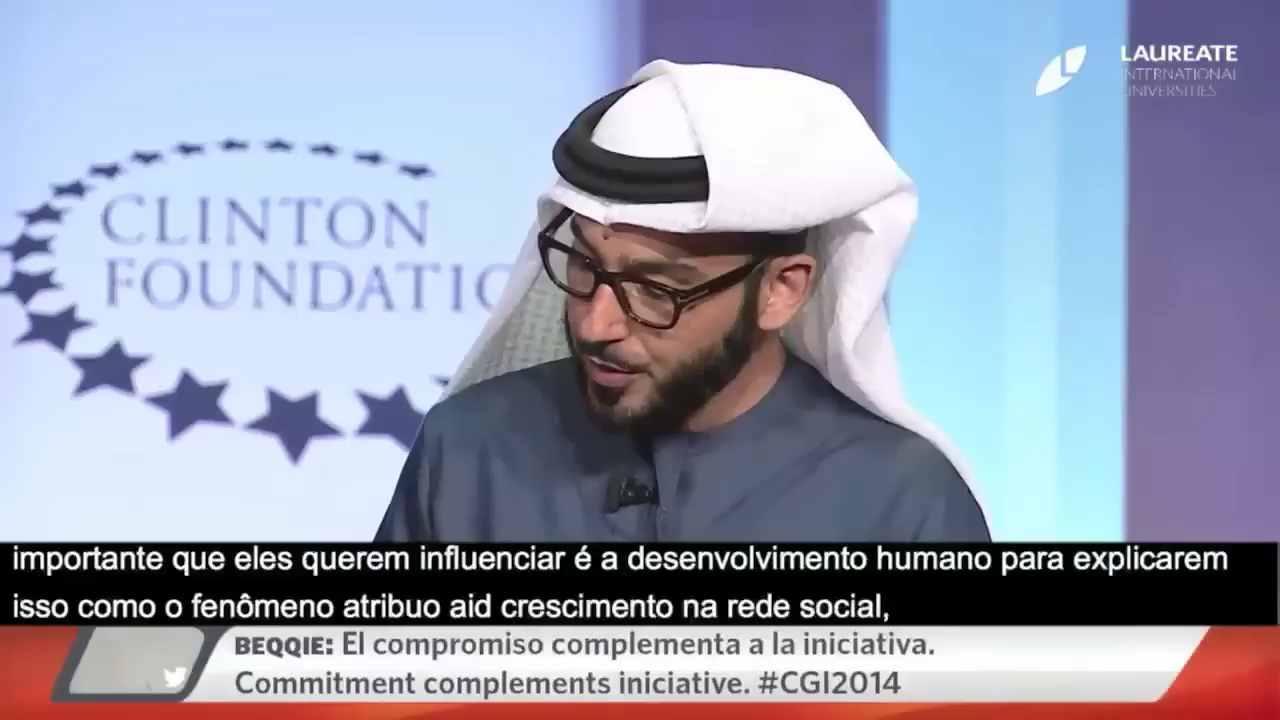 LAUREATE
INTERNATIONAL
UNIVERSITIES
CLINTON
FOUNDATIO
importante que eles querem influenciar é a desenvolvimento humano para explicarem
isso como o fenômeno atribuo aid crescimento na rede social,
BEQQIE: El compromiso complementa a la iniciativa.
Commitment complements iniciative. #CGI2014